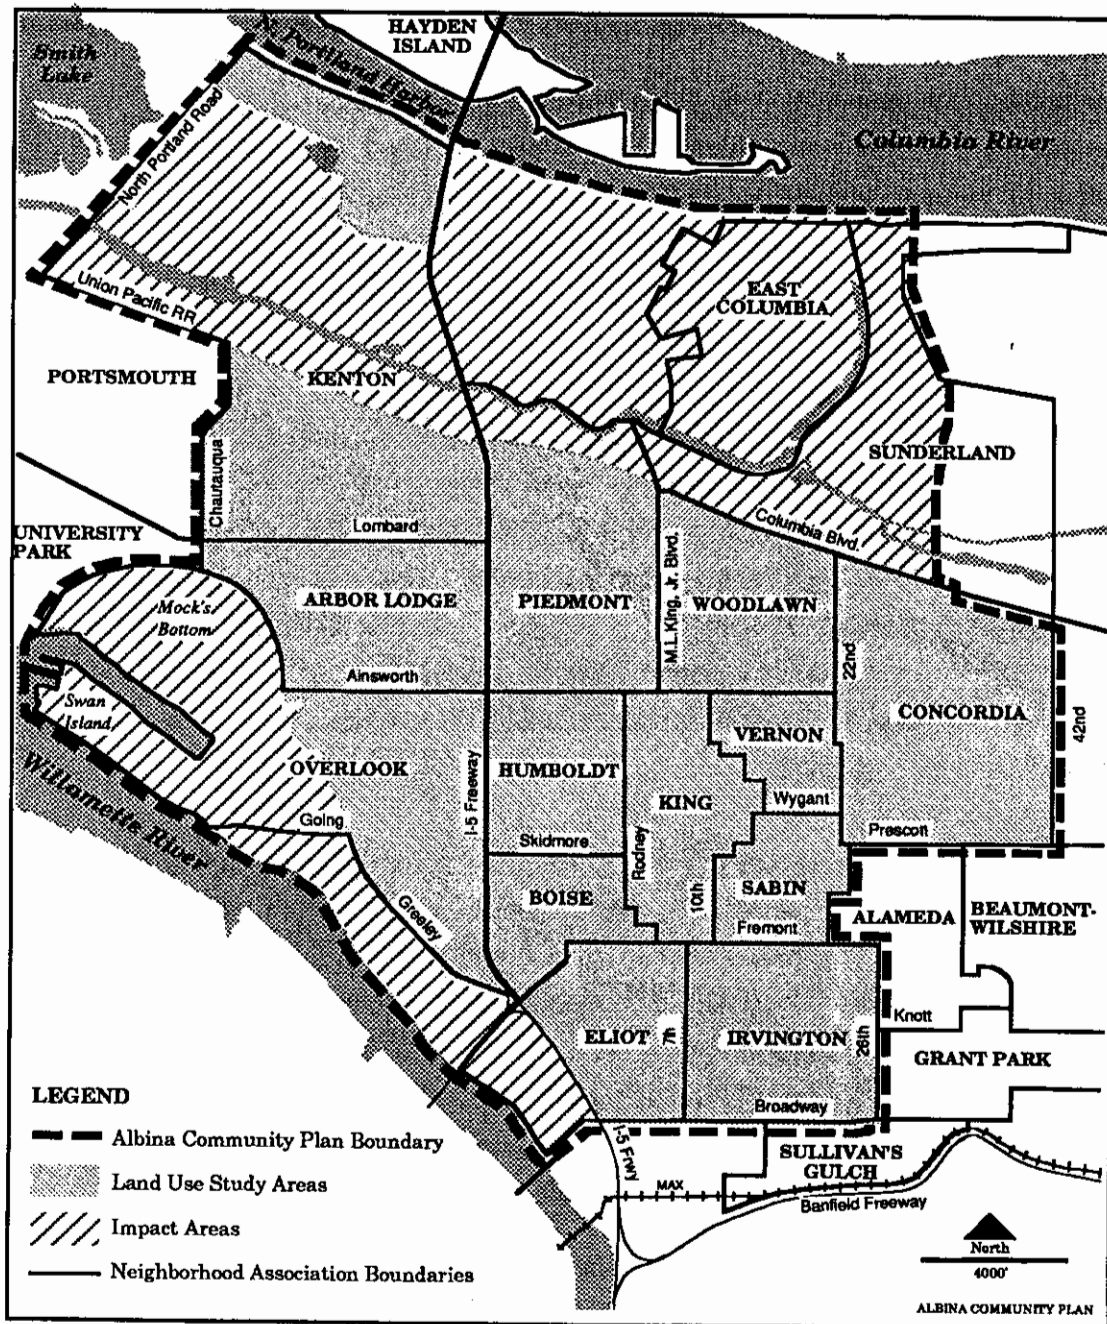 HAYDEN
ISLAND
Smith
Lake
N. Portland Harbor
Columbia River
North Portland Road
Union Pacific RR
EAST
COLUMBIA
PORTSMOUTH
KENTON
SUNDERLAND
Chautauqua
Lombard
Columbia Blvd.
UNIVERSITY
PARK
Mock's
Bottom
ARBOR LODGE
PIEDMONT
M.L.King, Jr. Blvd.
WOODLAWN
22nd
Ainsworth
Swan
Island
CONCORDIA
42nd
OVERLOOK
I-5 Freeway
HUMBOLDT
VERNON
KING
Wygant
Willamette River
Going
Skidmore
Rodney
Prescott
BOISE
10th
SABIN
Greeley
Fremont
ALAMEDA
BEAUMONT-
WILSHIRE
Knott
ELIOT
7th
IRVINGTON
26th
GRANT PARK
Broadway
I-5 Frwy
SULLIVAN'S
GULCH
MAX
Banfield Freeway
LEGEND
Albina Community Plan Boundary
Land Use Study Areas
Impact Areas
Neighborhood Association Boundaries
North
4000'
ALBINA COMMUNITY PLAN